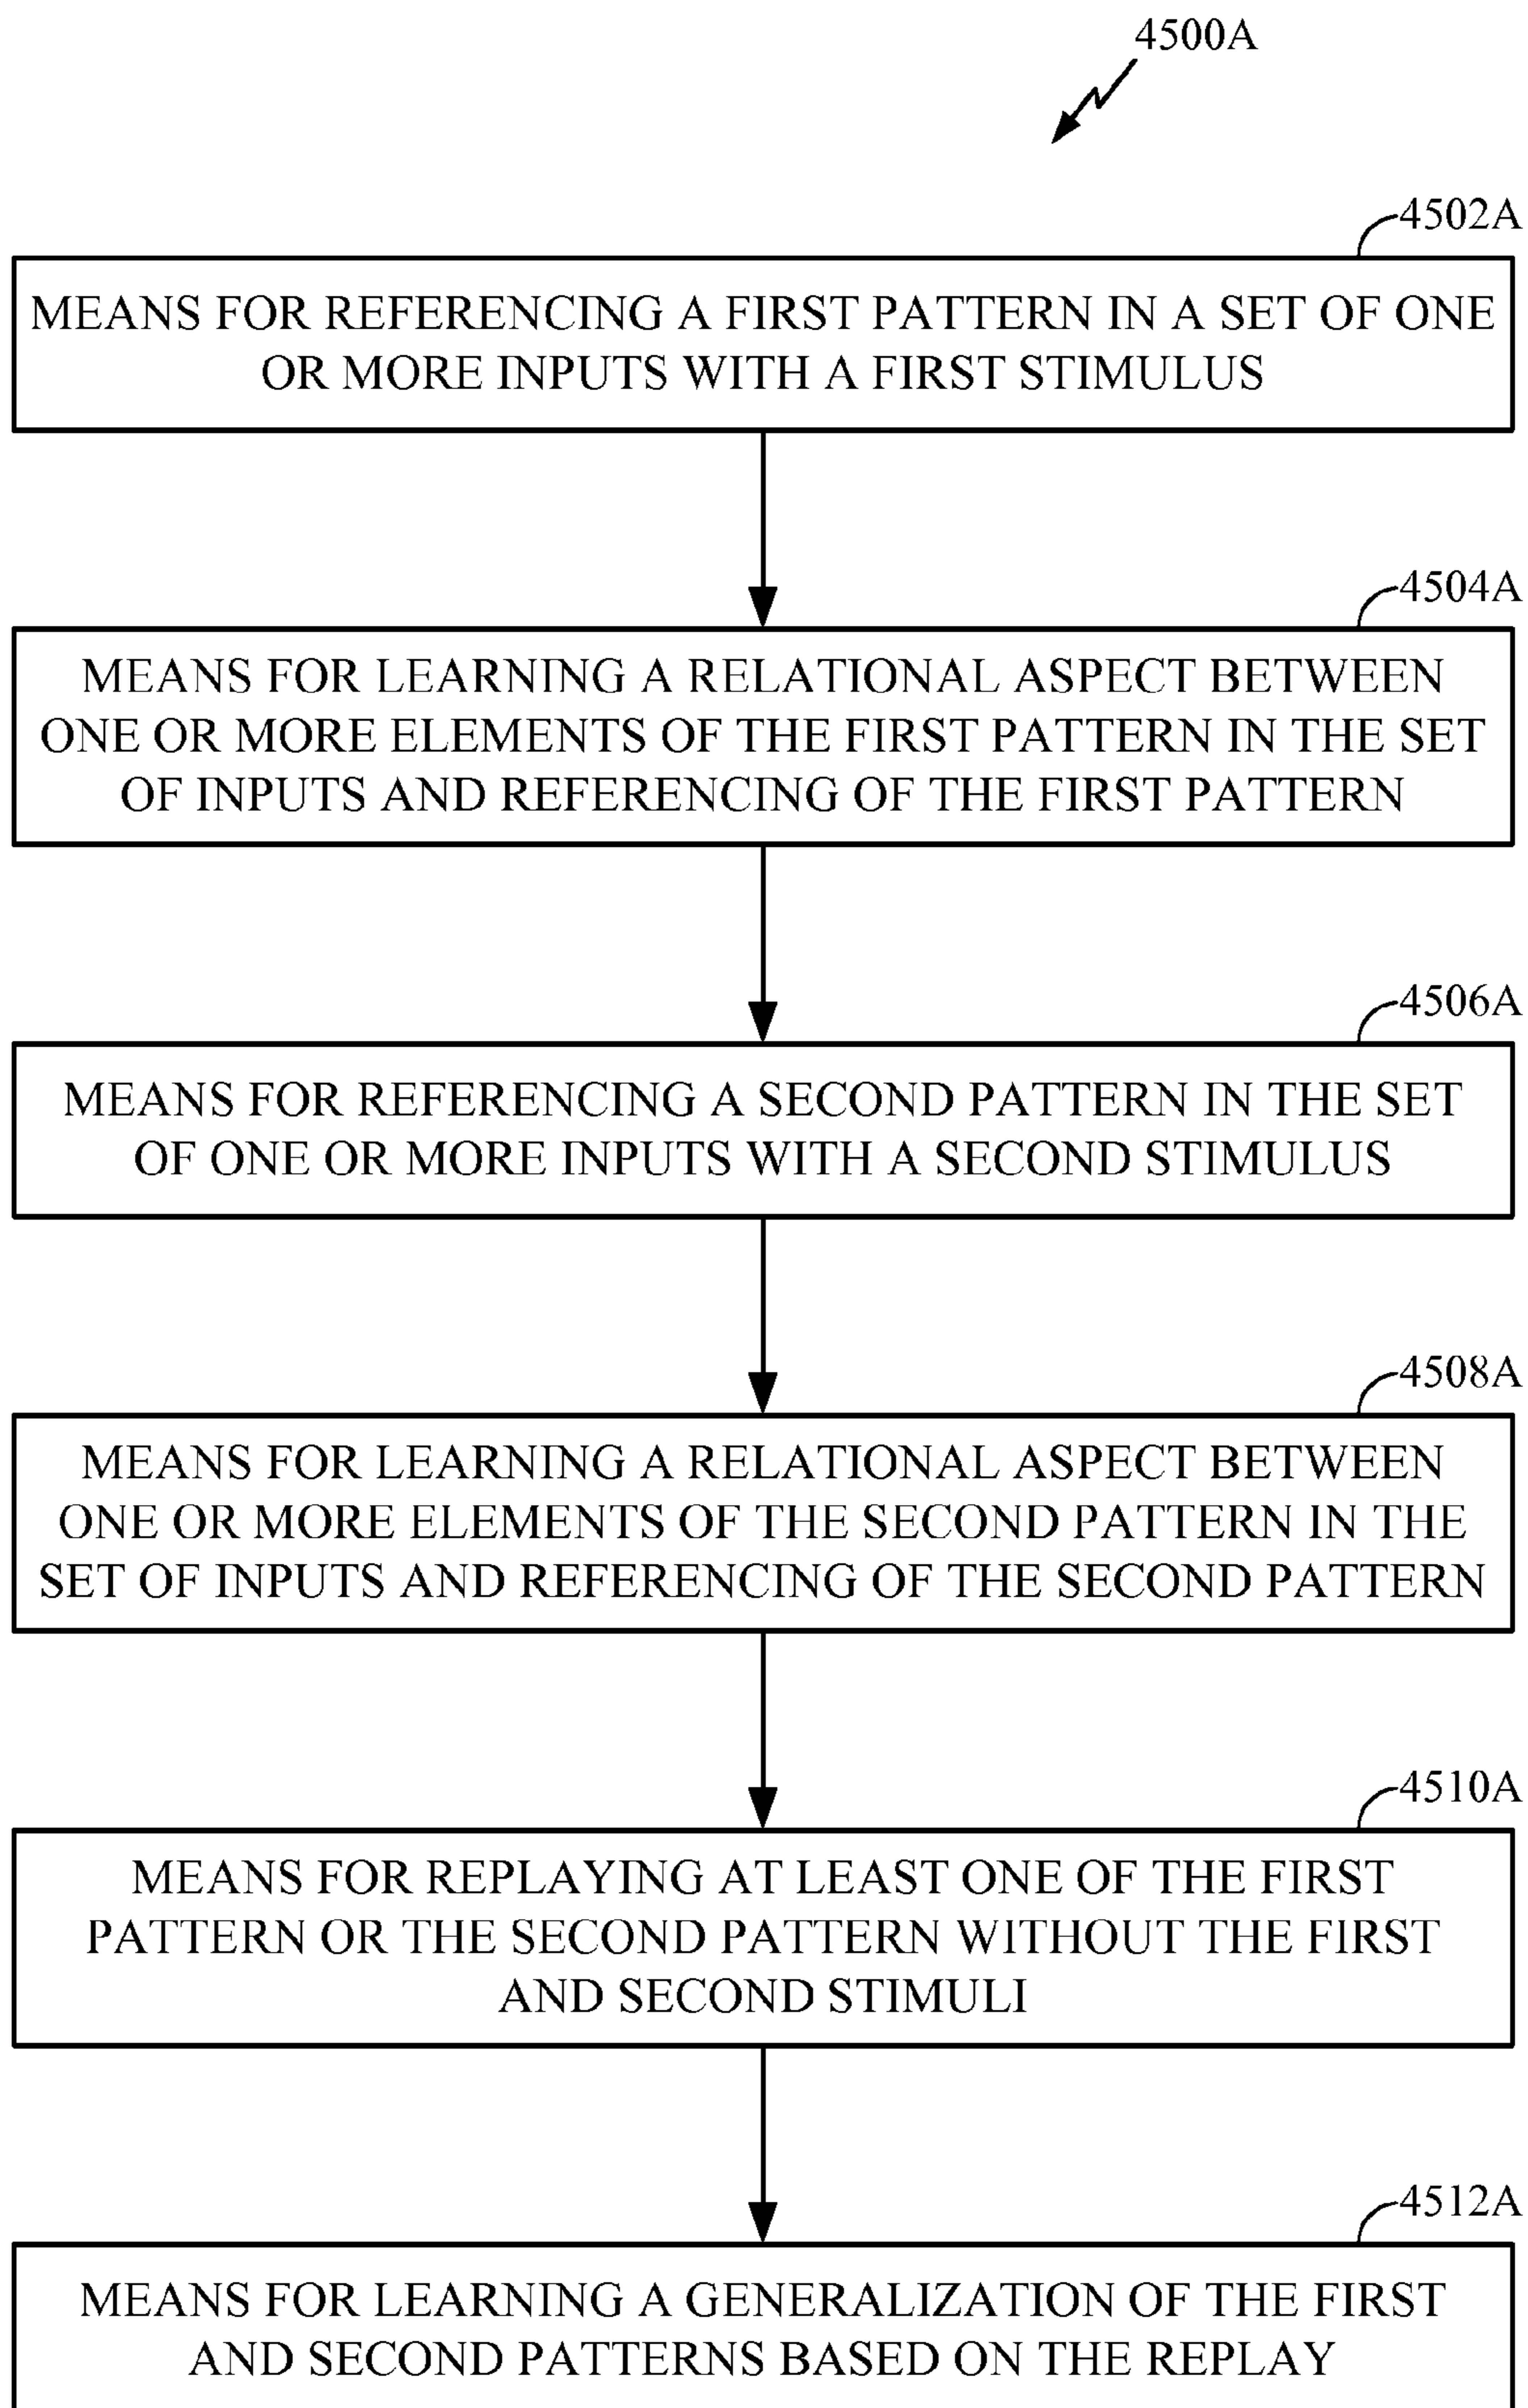 4500A
4502A
MEANS FOR REFERENCING A FIRST PATTERN IN A SET OF ONE
OR MORE INPUTS WITH A FIRST STIMULUS
4504A
MEANS FOR LEARNING A RELATIONAL ASPECT BETWEEN
ONE OR MORE ELEMENTS OF THE FIRST PATTERN IN THE SET
OF INPUTS AND REFERENCING OF THE FIRST PATTERN
4506A
MEANS FOR REFERENCING A SECOND PATTERN IN THE SET
OF ONE OR MORE INPUTS WITH A SECOND STIMULUS
4508A
MEANS FOR LEARNING A RELATIONAL ASPECT BETWEEN
ONE OR MORE ELEMENTS OF THE SECOND PATTERN IN THE
SET OF INPUTS AND REFERENCING OF THE SECOND PATTERN
4510A
MEANS FOR REPLAYING AT LEAST ONE OF THE FIRST
PATTERN OR THE SECOND PATTERN WITHOUT THE FIRST
AND SECOND STIMULI
4512A
MEANS FOR LEARNING A GENERALIZATION OF THE FIRST
AND SECOND PATTERNS BASED ON THE REPLAY